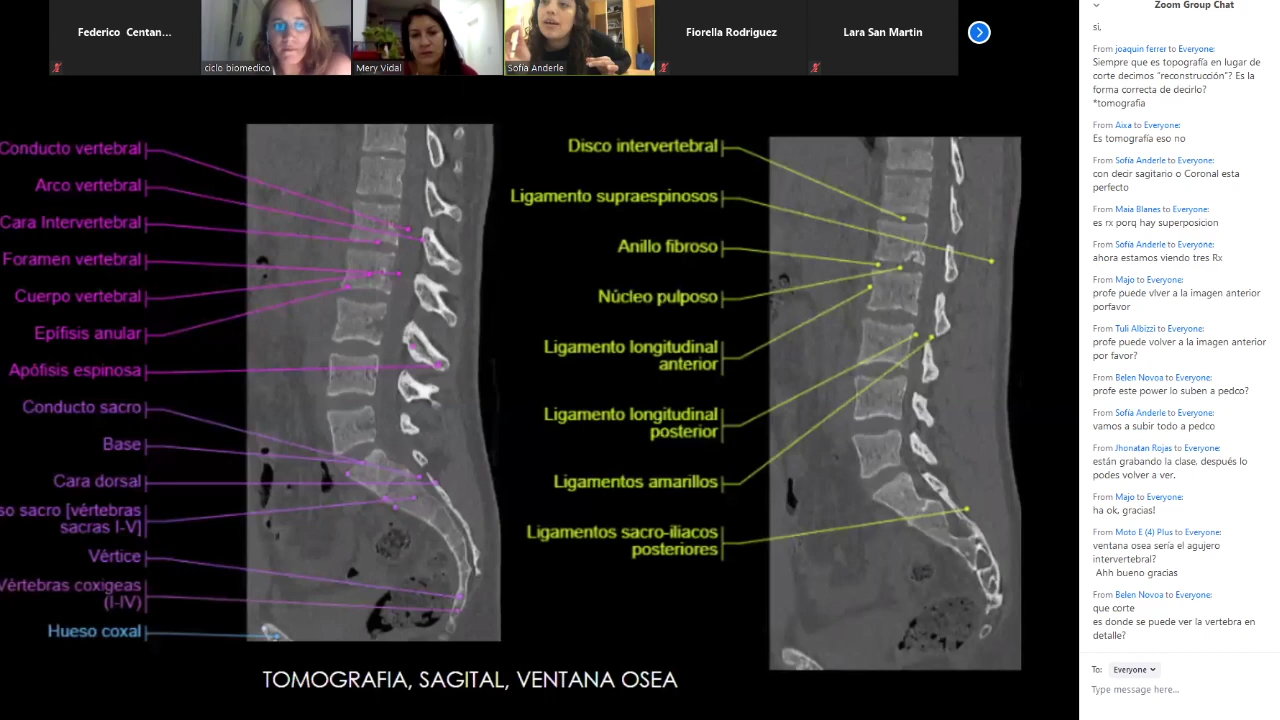 Federico Centan...
ciclo biomedico
Mery Vidal
Sofía Anderle
Fiorella Rodriguez
Lara San Martin
Conducto vertebral
Arco vertebral
Cara Intervertebral
Foramen vertebral
Cuerpo vertebral
Epífisis anular
Apófisis espinosa
Conducto sacro
Base
Cara dorsal
so sacro [vértebras
sacras I-V]
Vértice
Vértebras coxigeas
(I-IV)
Hueso coxal
Disco intervertebral
Ligamento supraespinosos
Anillo fibroso
Núcleo pulposo
Ligamento longitudinal
anterior
Ligamento longitudinal
posterior
Ligamentos amarillos
Ligamentos sacro-iliacos
posteriores
TOMOGRAFIA, SAGITAL, VENTANA OSEA
Zoom Group Chat
si,
From joaquin ferrer to Everyone:
Siempre que es topografía en lugar de
corte decimos "reconstrucción"? Es la
forma correcta de decirlo?
*tomografia
From Aixa to Everyone:
Es tomografía eso no
From Sofía Anderle to Everyone:
con decir sagitario o Coronal esta
perfecto
From Maia Blanes to Everyone:
es rx porq hay superposicion
From Sofía Anderle to Everyone:
ahora estamos viendo tres Rx
From Majo to Everyone:
profe puede vlver a la imagen anterior
porfavor
From Tuli Albizzi to Everyone:
profe puede volver a la imagen anterior
por favor?
From Belen Novoa to Everyone:
profe este power lo suben a pedco?
From Sofía Anderle to Everyone:
vamos a subir todo a pedco
From Jhonatan Rojas to Everyone:
están grabando la clase, después lo
podes volver a ver.
From Majo to Everyone:
ha ok, gracias!
From Moto E (4) Plus to Everyone:
ventana osea sería el agujero
intervertebral?
Ahh bueno gracias
From Belen Novoa to Everyone:
que corte
es donde se puede ver la vertebra en
detalle?
To: Everyone
Type message here...